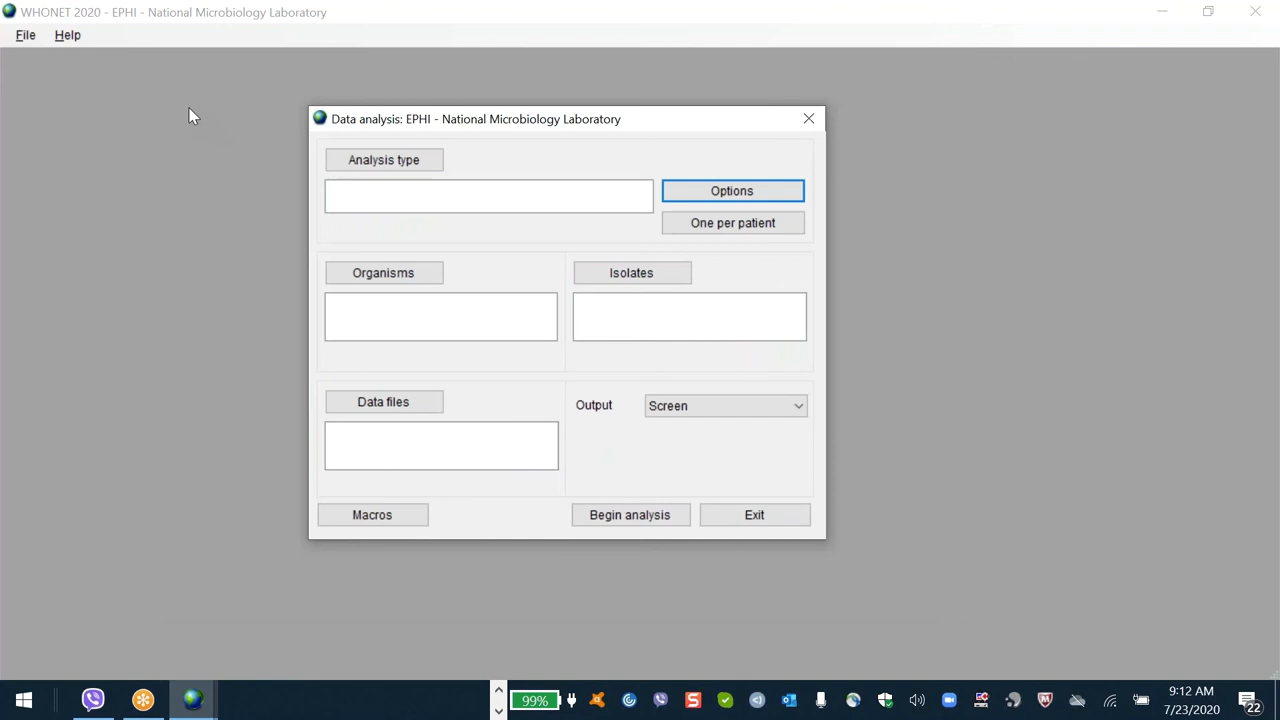 WHONET 2020 - EPHI - National Microbiology Laboratory
File Help
Data analysis: EPHI - National Microbiology Laboratory
Analysis type
Options
One per patient
Organisms Isolates
Data files Output Screen
Macros Begin analysis Exit
99% 9:12 AM
7/23/2020
22